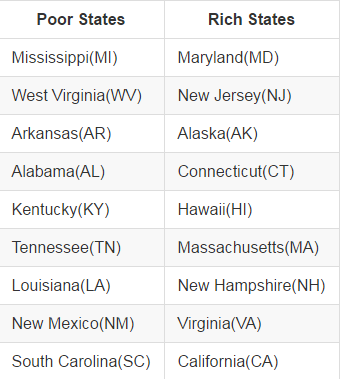 Poor States Rich States
Mississippi(MI) Maryland(MD)
West Virginia(WV) New Jersey(NJ)
Arkansas(AR) Alaska(AK)
Alabama(AL) Connecticut(CT)
Kentucky(KY) Hawaii(HI)
Tennessee(TN) Massachusetts(MA)
Louisiana(LA) New Hampshire(NH)
New Mexico(NM) Virginia(VA)
South Carolina(SC) California(CA)